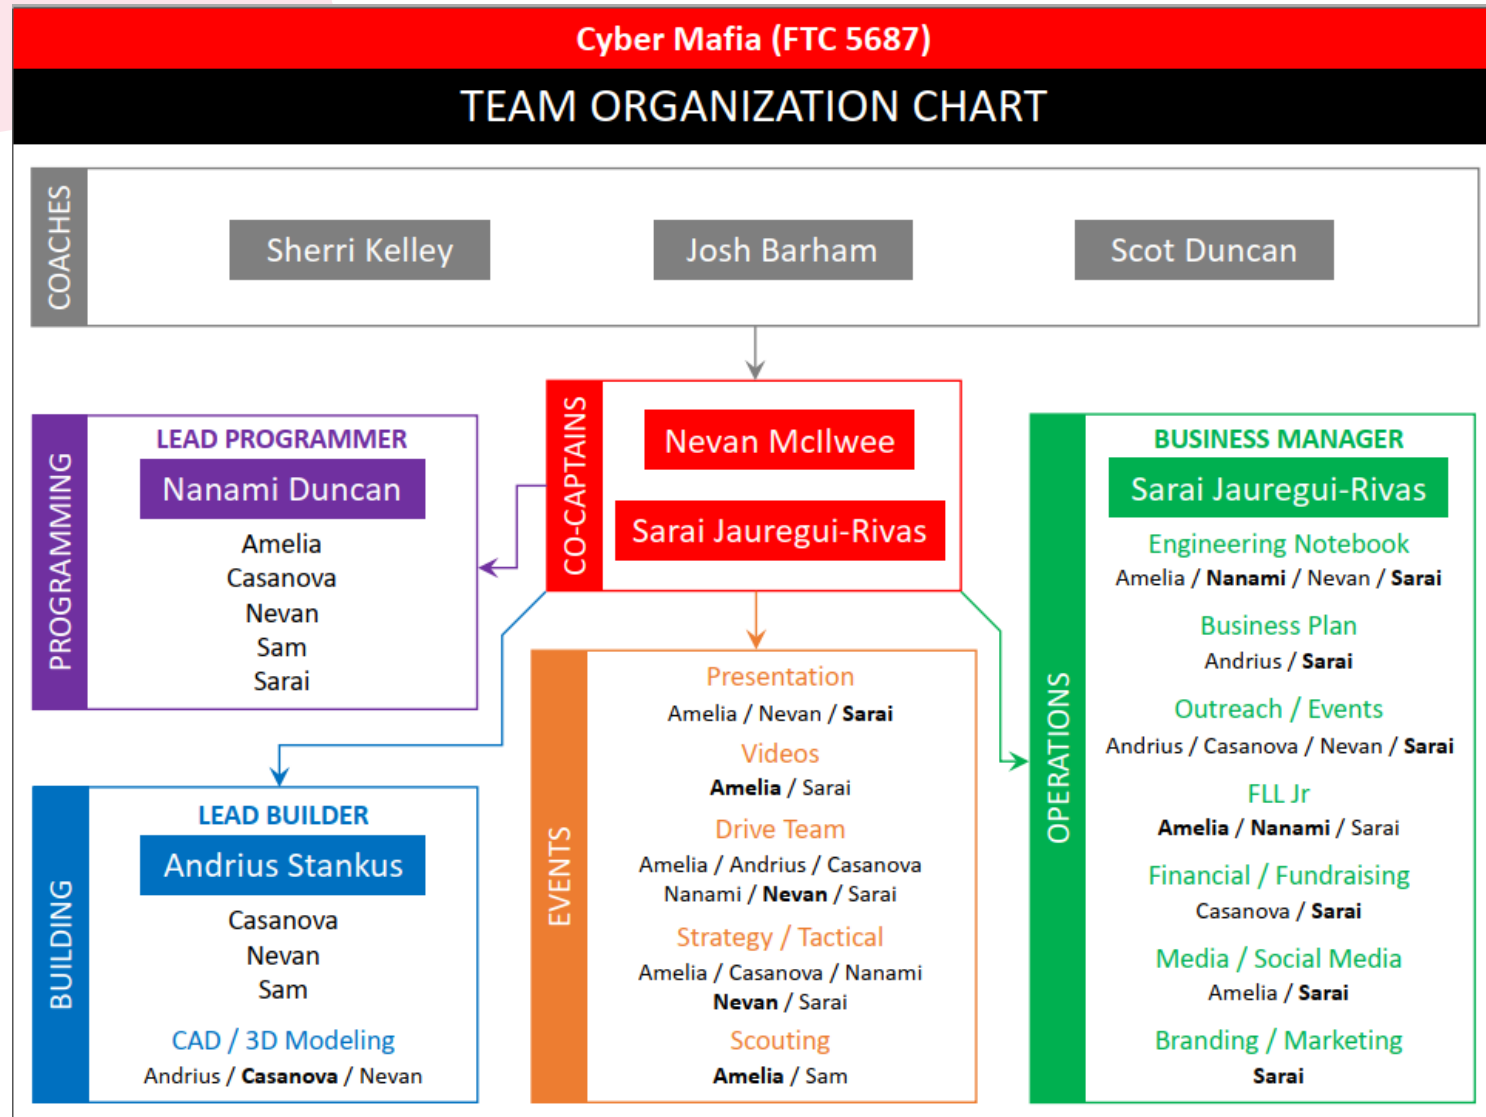 Cyber Mafia (FTC 5687)
TEAM ORGANIZATION CHART
COACHES
Sherri Kelley
Josh Barham
Scot Duncan
CO-CAPTAINS
Nevan McIlwee
Sarai Jauregui-Rivas
PROGRAMMING
LEAD PROGRAMMER
Nanami Duncan
Amelia
Casanova
Nevan
Sam
Sarai
BUILDING
LEAD BUILDER
Andrius Stankus
Casanova
Nevan
Sam
CAD / 3D Modeling
Andrius / Casanova / Nevan
EVENTS
Presentation
Amelia / Nevan / Sarai
Videos
Amelia / Sarai
Drive Team
Amelia / Andrius / Casanova
Nanami / Nevan / Sarai
Strategy / Tactical
Amelia / Casanova / Nanami
Nevan / Sarai
Scouting
Amelia / Sam
OPERATIONS
BUSINESS MANAGER
Sarai Jauregui-Rivas
Engineering Notebook
Amelia / Nanami / Nevan / Sarai
Business Plan
Andrius / Sarai
Outreach / Events
Andrius / Casanova / Nevan / Sarai
FLL Jr
Amelia / Nanami / Sarai
Financial / Fundraising
Casanova / Sarai
Media / Social Media
Amelia / Sarai
Branding / Marketing
Sarai